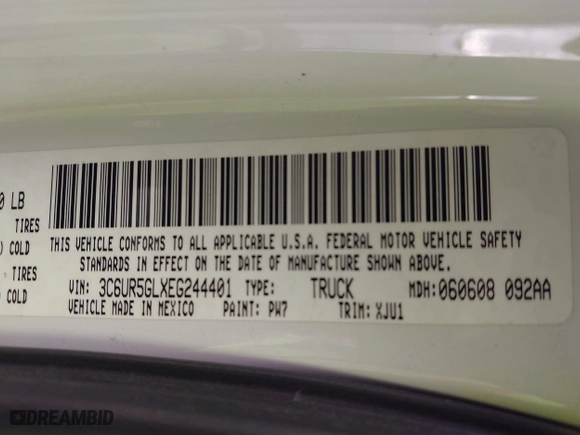 0 LB
TIRES
) COLD
TIRES
) COLD
THIS VEHICLE CONFORMS TO ALL APPLICABLE U.S.A. FEDERAL MOTOR VEHICLE SAFETY
STANDARDS IN EFFECT ON THE DATE OF MANUFACTURE SHOWN ABOVE.
VIN: 3C6UR5GLXEG244401 TYPE: TRUCK MDH: 060608 092AA
VEHICLE MADE IN MEXICO PAINT: PW7 TRIM: XJU1
DREAMBID